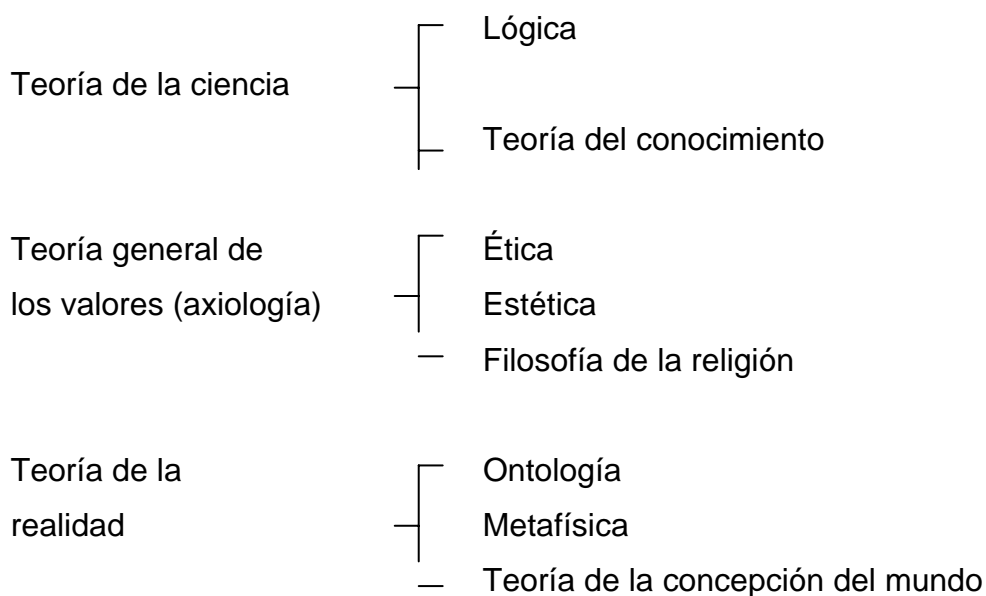 Lógica
Teoría de la ciencia
Teoría del conocimiento
Teoría general de
los valores (axiología)
Ética
Estética
Filosofía de la religión
Teoría de la
realidad
Ontología
Metafísica
Teoría de la concepción del mundo